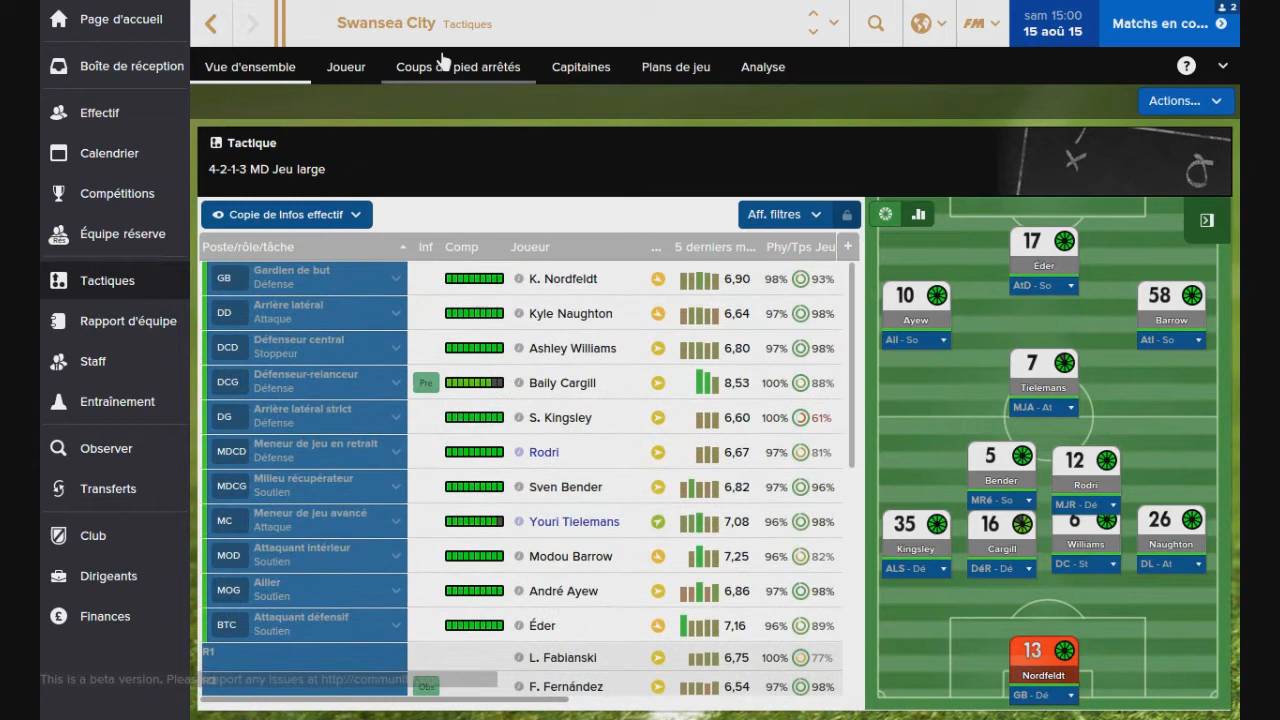 Page d'accueil
Boîte de réception
Effectif
Calendrier
Compétitions
Rés
Équipe réserve
Tactiques
Rapport d'équipe
Staff
Entraînement
Observer
Transferts
Club
Dirigeants
£ Finances
Swansea City Tactiques
FM
sam 15:00
15 aoû 15
2
Matchs en co...
Vue d'ensemble Joueur Coups de pied arrêtés Capitaines Plans de jeu Analyse ?
Actions...
Tactique
4-2-1-3 MD Jeu large
Copie de Infos effectif Aff. filtres
Poste/rôle/tâche Inf Comp Joueur ... 5 derniers m... Phy/Tps Jeu +
GB Gardien de but Défense K. Nordfeldt 6,90 98% 93%
DD Arrière latéral Attaque Kyle Naughton 6,64 97% 98%
DCD Défenseur central Stoppeur Ashley Williams 6,80 97% 98%
DCG Défenseur-relanceur Défense Pre Baily Cargill 8,53 100% 88%
DG Arrière latéral strict Défense S. Kingsley 6,60 100% 61%
MDCD Meneur de jeu en retrait Défense Rodri 6,67 97% 81%
MDCG Milieu récupérateur Soutien Sven Bender 6,82 97% 96%
MC Meneur de jeu avancé Attaque Youri Tielemans 7,08 96% 98%
MOD Attaquant intérieur Soutien Modou Barrow 7,25 96% 82%
MOG Ailier Soutien André Ayew 6,86 96% 98%
BTC Attaquant défensif Soutien Éder 7,16 96% 89%
R1 L. Fabianski 6,75 100% 77%
Obs F. Fernández 6,54 97% 98%
This is a beta version. Please report any issues at http://communi
17
Éder
AtD - So
10
Ayew
Ail - So
58
Barrow
AtI - So
7
Tielemans
MJA - At
5
Bender
MRé - So
12
Rodri
MJR - Dé
35
Kingsley
ALS - Dé
16
Cargill
DéR - Dé
6
Williams
DC - St
26
Naughton
DL - At
13
Nordfeldt
GB - Dé